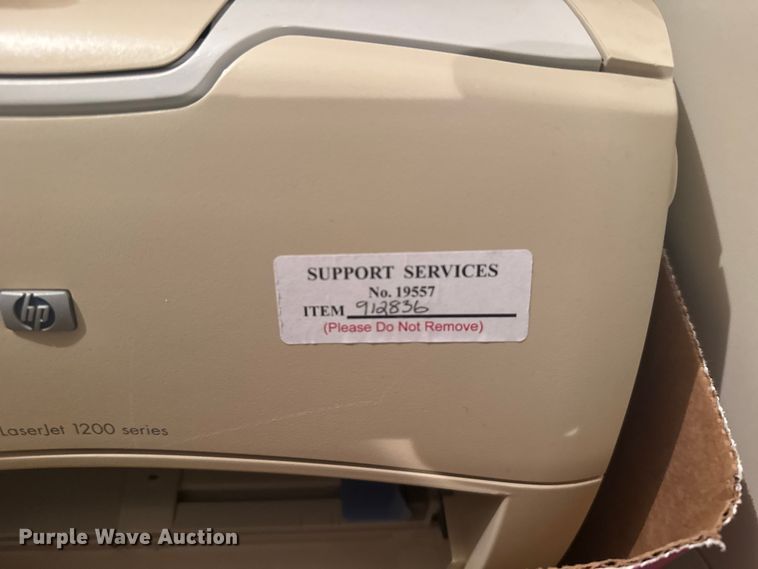 SUPPORT SERVICES
No. 19557
ITEM 912836
(Please Do Not Remove)
hp
LaserJet 1200 series
Purple Wave Auction